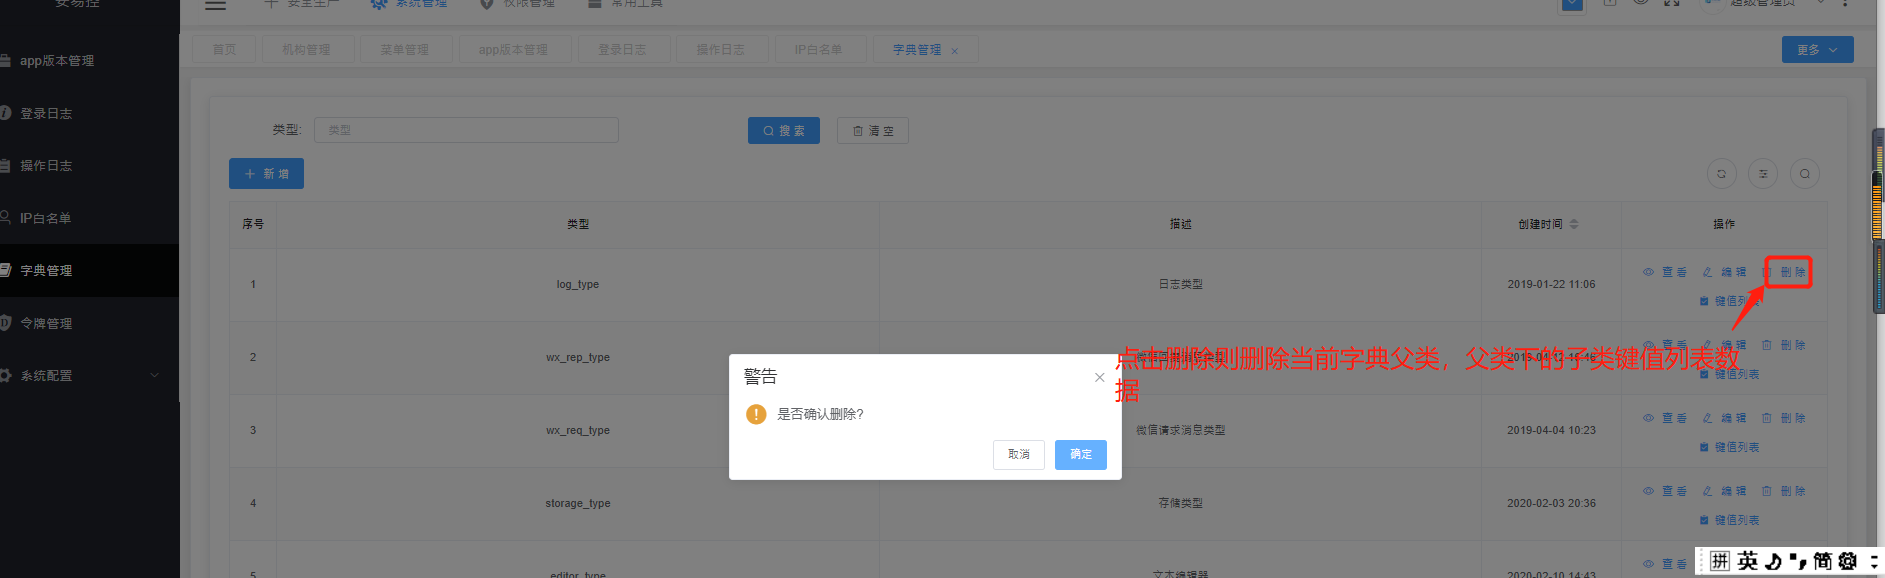 安易控
安全生产
系统管理
权限管理
常用工具
超级管理员
首页
机构管理
菜单管理
app版本管理
登录日志
操作日志
IP白名单
字典管理
更多
app版本管理
登录日志
操作日志
IP白名单
字典管理
令牌管理
系统配置
类型:
类型
搜 索
清 空
新 增
序号 类型 描述 创建时间 操作
1 log_type 日志类型 2019-01-22 11:06 查 看 编 辑 删 除
键值列表
2 wx_rep_type 微信回复消息类型 查 看 编 辑 删 除
键值列表
点击删除则删除当前字典父类，父类下的子类键值列表数
据
3 wx_req_type 微信请求消息类型 2019-04-04 10:23 查 看 编 辑 删 除
键值列表
4 storage_type 存储类型 2020-02-03 20:36 查 看 编 辑 删 除
键值列表
5 editor_type 文本编辑器 2020-02-10 14:43 查 看
警告
是否确认删除?
取消
确定
拼 英 简